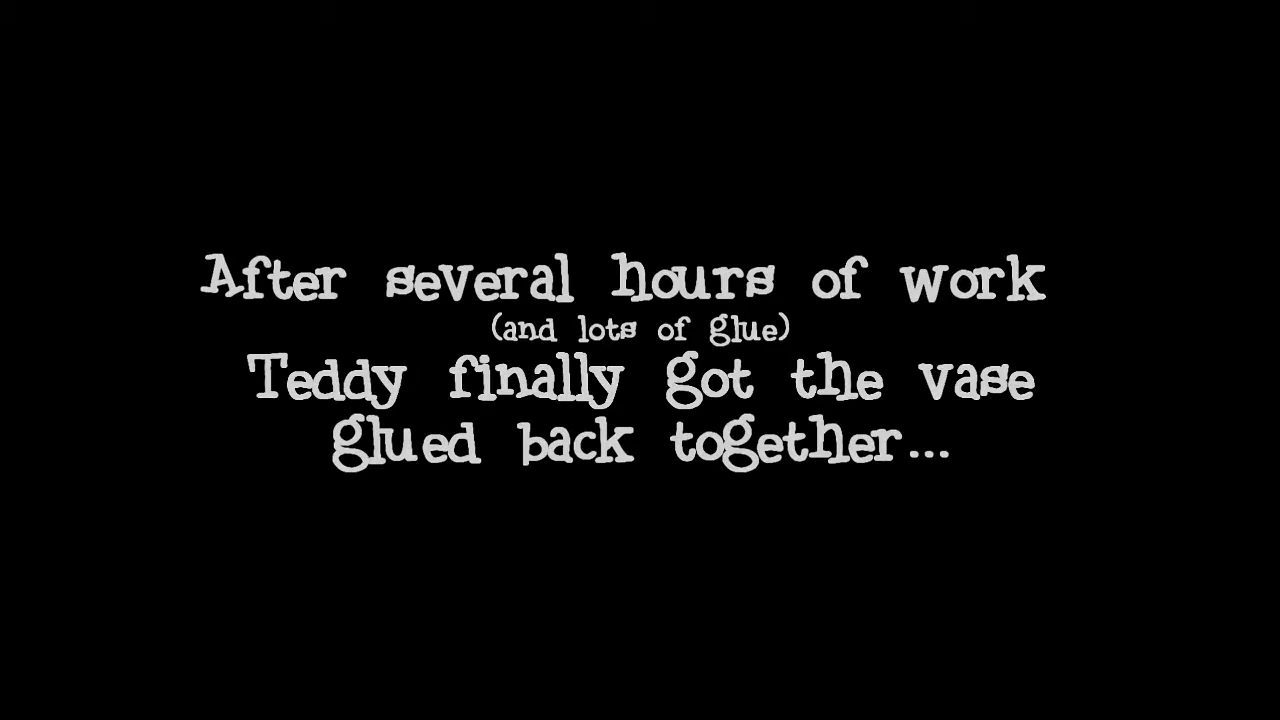 After several hours of work
(and lots of glue)
Teddy finally got the vase
glued back together...